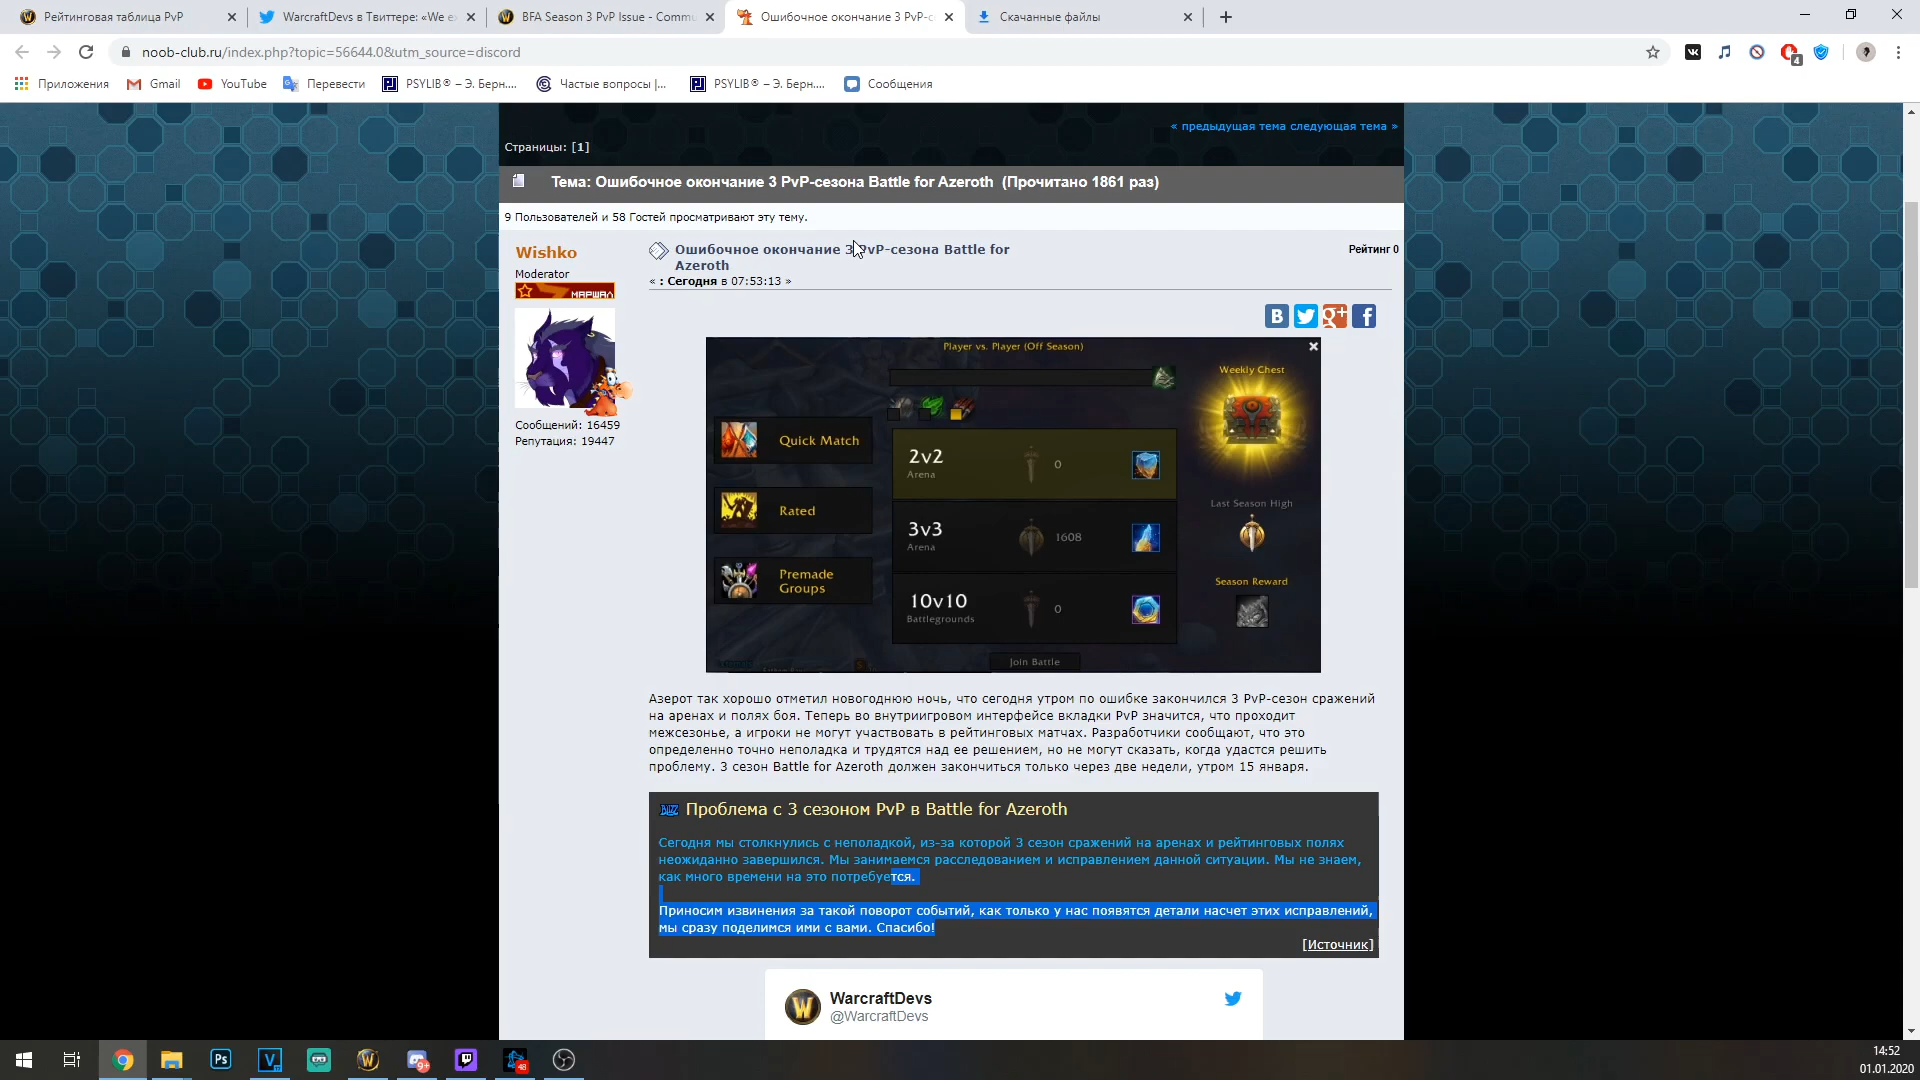 Рейтинговая таблица PvP
WarcraftDevs в Твиттере: «We e
BFA Season 3 PvP Issue - Commu
Ошибочное окончание 3 PvP-с
Скачанные файлы
noob-club.ru/index.php?topic=56644.0&utm_source=discord
4
Приложения
Gmail
YouTube
Перевести
PSYLIB® – Э. Берн....
Частые вопросы |...
PSYLIB® – Э. Берн....
Сообщения
« предыдущая тема следующая тема »
Страницы: [1]
Тема: Ошибочное окончание 3 PvP-сезона Battle for Azeroth (Прочитано 1861 раз)
9 Пользователей и 58 Гостей просматривают эту тему.
Wishko
Moderator
МАРШАЛ
Сообщений: 16459
Репутация: 19447
Ошибочное окончание 3 PvP-сезона Battle for
Azeroth
« : Сегодня в 07:53:13 »
Рейтинг 0
Player vs. Player (Off Season)
Quick Match
Rated
Premade
Groups
2v2
Arena
0
3v3
Arena
1608
10v10
Battlegrounds
0
Join Battle
Weekly Chest
Last Season High
Season Reward
Азерот так хорошо отметил новогоднюю ночь, что сегодня утром по ошибке закончился 3 PvP-сезон сражений
на аренах и полях боя. Теперь во внутриигровом интерфейсе вкладки PvP значится, что проходит
межсезонье, а игроки не могут участвовать в рейтинговых матчах. Разработчики сообщают, что это
определенно точно неполадка и трудятся над ее решением, но не могут сказать, когда удастся решить
проблему. 3 сезон Battle for Azeroth должен закончиться только через две недели, утром 15 января.
Проблема с 3 сезоном PvP в Battle for Azeroth
Сегодня мы столкнулись с неполадкой, из-за которой 3 сезон сражений на аренах и рейтинговых полях
неожиданно завершился. Мы занимаемся расследованием и исправлением данной ситуации. Мы не знаем,
как много времени на это потребуется.
Приносим извинения за такой поворот событий, как только у нас появятся детали насчет этих исправлений,
мы сразу поделимся ими с вами. Спасибо!
[Источник]
WarcraftDevs
@WarcraftDevs
Ps
9+
48
14:52
01.01.2020